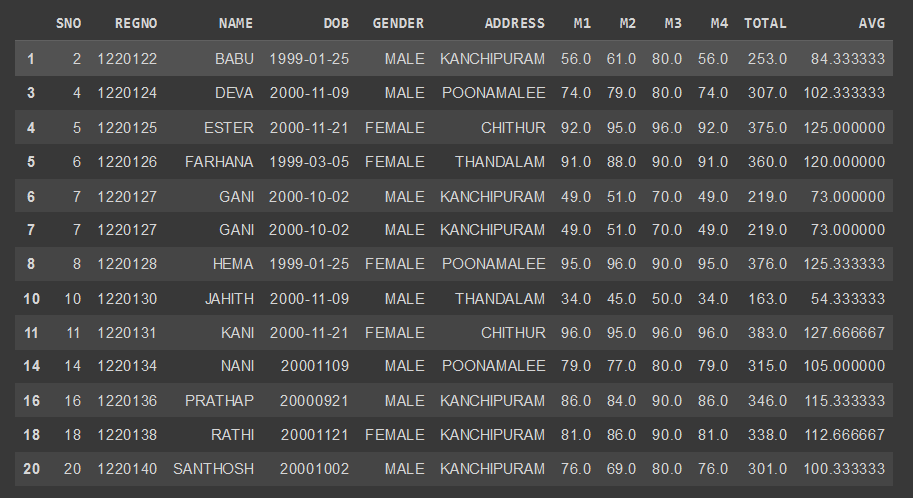 SNO REGNO NAME DOB GENDER ADDRESS M1 M2 M3 M4 TOTAL AVG
1 2 1220122 BABU 1999-01-25 MALE KANCHIPURAM 56.0 61.0 80.0 56.0 253.0 84.333333
3 4 1220124 DEVA 2000-11-09 MALE POONAMALEE 74.0 79.0 80.0 74.0 307.0 102.333333
4 5 1220125 ESTER 2000-11-21 FEMALE CHITHUR 92.0 95.0 96.0 92.0 375.0 125.000000
5 6 1220126 FARHANA 1999-03-05 FEMALE THANDALAM 91.0 88.0 90.0 91.0 360.0 120.000000
6 7 1220127 GANI 2000-10-02 MALE KANCHIPURAM 49.0 51.0 70.0 49.0 219.0 73.000000
7 7 1220127 GANI 2000-10-02 MALE KANCHIPURAM 49.0 51.0 70.0 49.0 219.0 73.000000
8 8 1220128 HEMA 1999-01-25 FEMALE POONAMALEE 95.0 96.0 90.0 95.0 376.0 125.333333
10 10 1220130 JAHITH 2000-11-09 MALE THANDALAM 34.0 45.0 50.0 34.0 163.0 54.333333
11 11 1220131 KANI 2000-11-21 FEMALE CHITHUR 96.0 95.0 96.0 96.0 383.0 127.666667
14 14 1220134 NANI 20001109 MALE POONAMALEE 79.0 77.0 80.0 79.0 315.0 105.000000
16 16 1220136 PRATHAP 20000921 MALE KANCHIPURAM 86.0 84.0 90.0 86.0 346.0 115.333333
18 18 1220138 RATHI 20001121 FEMALE KANCHIPURAM 81.0 86.0 90.0 81.0 338.0 112.666667
20 20 1220140 SANTHOSH 20001002 MALE KANCHIPURAM 76.0 69.0 80.0 76.0 301.0 100.333333